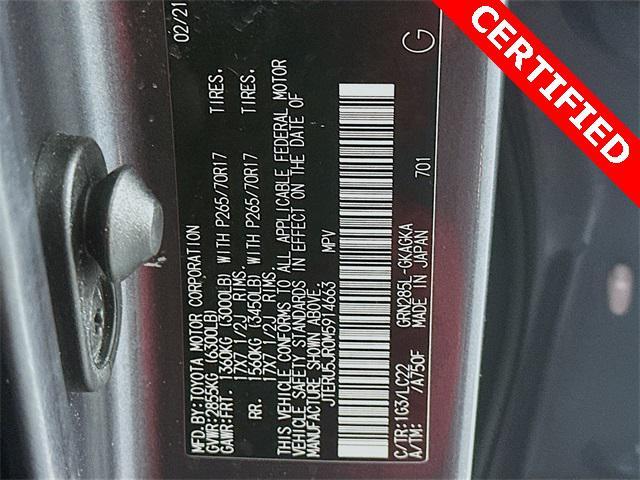 CERTIFIED
MFD.BY:TOYOTA MOTOR CORPORATION 02/21
GVWR:2855KG (6300LB)
GAWR:FRT. 1360KG (3000LB) WITH P265/70R17 TIRES.
17X7 1/2J RIMS.
RR. 1560KG (3450LB) WITH P265/70R17 TIRES.
17X7 1/2J RIMS.
THIS VEHICLE CONFORMS TO ALL APPLICABLE FEDERAL MOTOR
VEHICLE SAFETY STANDARDS IN EFFECT ON THE DATE OF
MANUFACTURE SHOWN ABOVE.
JTERU5JR0M5914663 MPV
C/TR:1G3/LC22 GRN285L-GKAGKA 701 G
A/TM: 7A750F MADE IN JAPAN